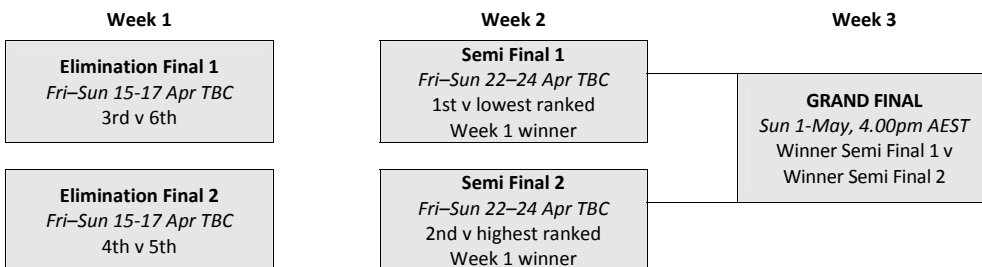 Week 1
Week 2
Week 3
Elimination Final 1
Fri–Sun 15-17 Apr TBC
3rd v 6th
Elimination Final 2
Fri–Sun 15-17 Apr TBC
4th v 5th
Semi Final 1
Fri–Sun 22–24 Apr TBC
1st v lowest ranked
Week 1 winner
Semi Final 2
Fri–Sun 22–24 Apr TBC
2nd v highest ranked
Week 1 winner
GRAND FINAL
Sun 1-May, 4.00pm AEST
Winner Semi Final 1 v
Winner Semi Final 2